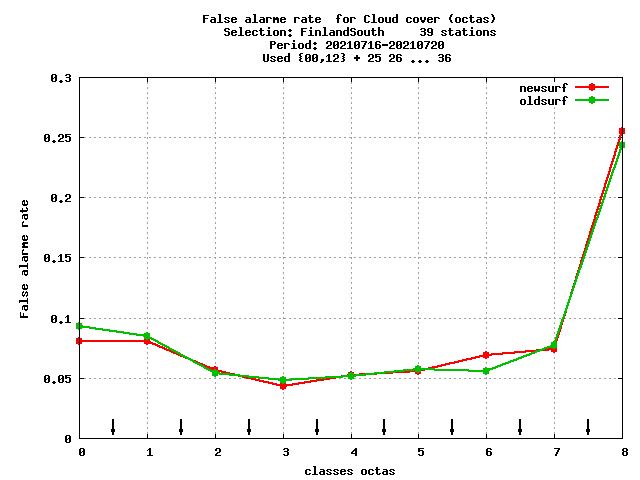 False alarme rate  for Cloud cover (octas)
Selection: FinlandSouth     39 stations
Period: 20210716-20210720
Used {00,12} + 25 26 ... 36
newsurf
oldsurf
0.3
0.25
0.2
0.15
0.1
0.05
0
False alarme rate
0 1 2 3 4 5 6 7 8
classes octas